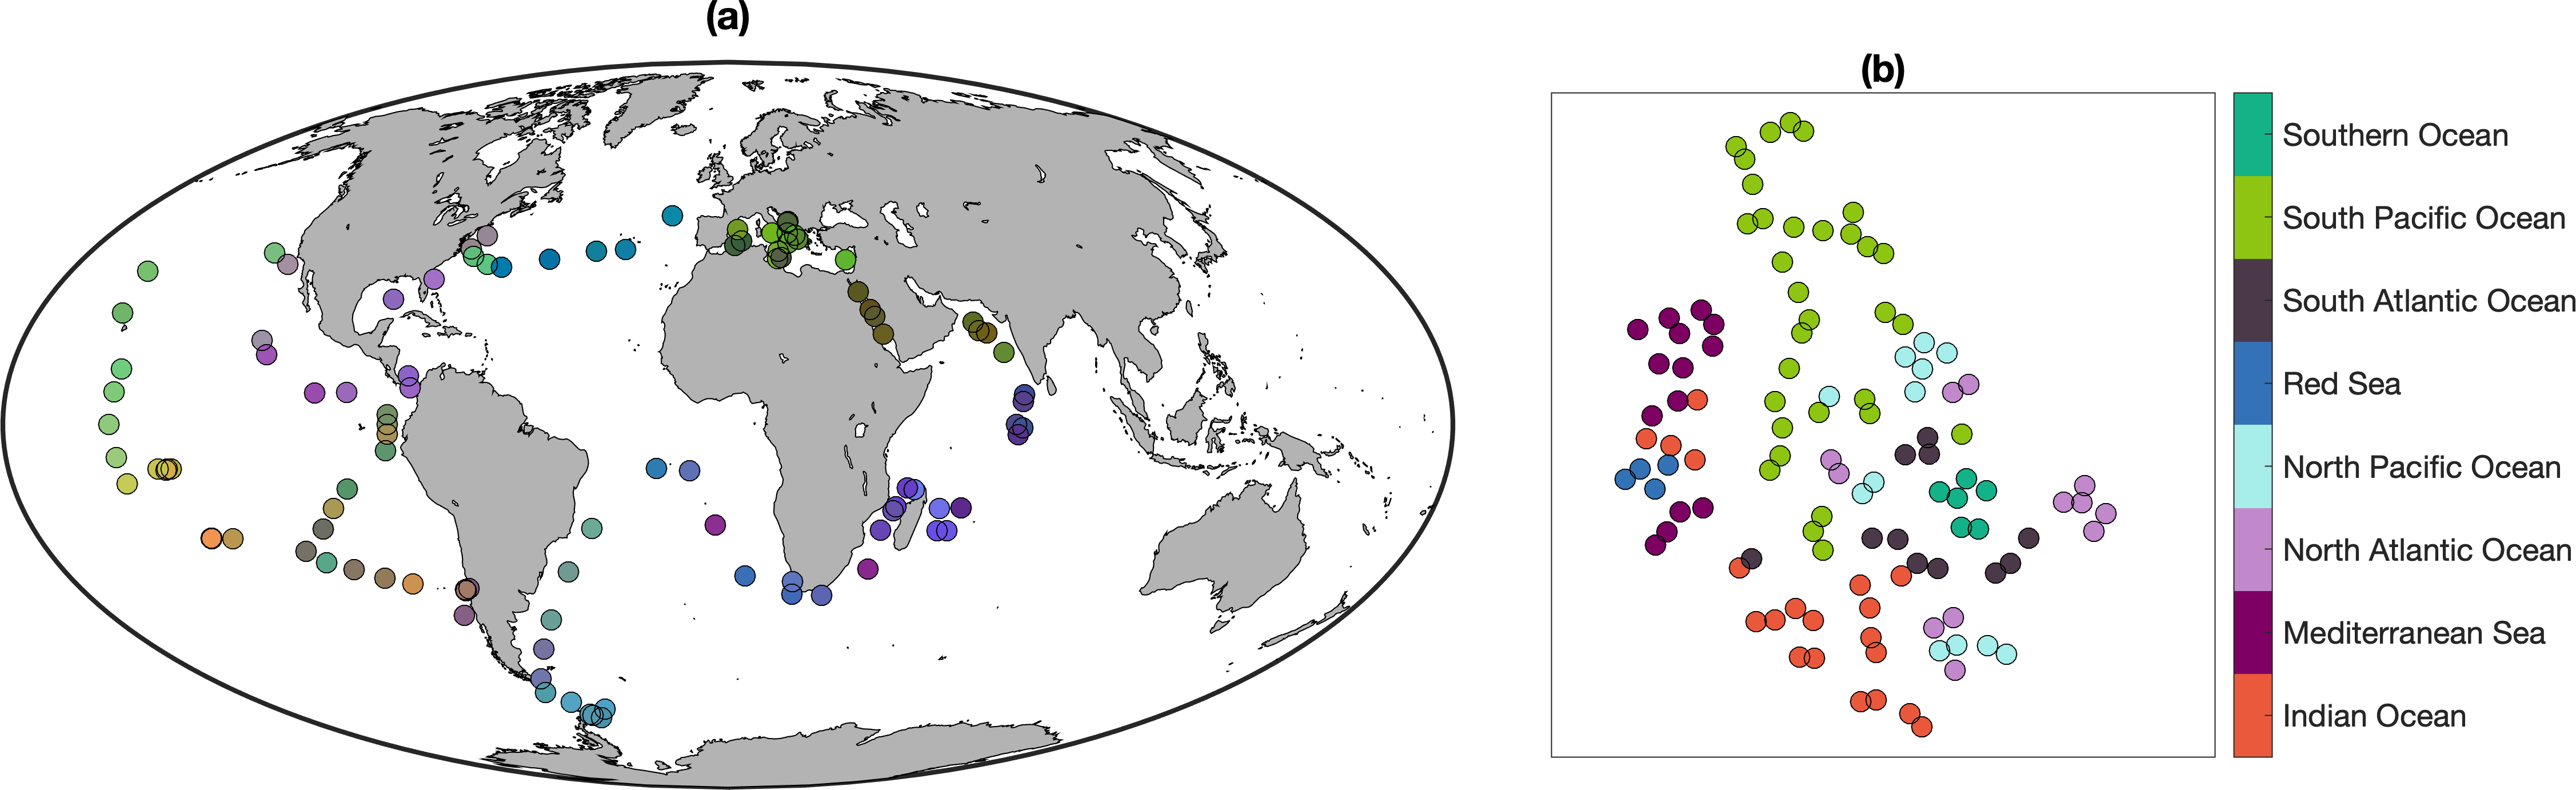 (a)
(b)
Southern Ocean
South Pacific Ocean
South Atlantic Ocean
Red Sea
North Pacific Ocean
North Atlantic Ocean
Mediterranean Sea
Indian Ocean